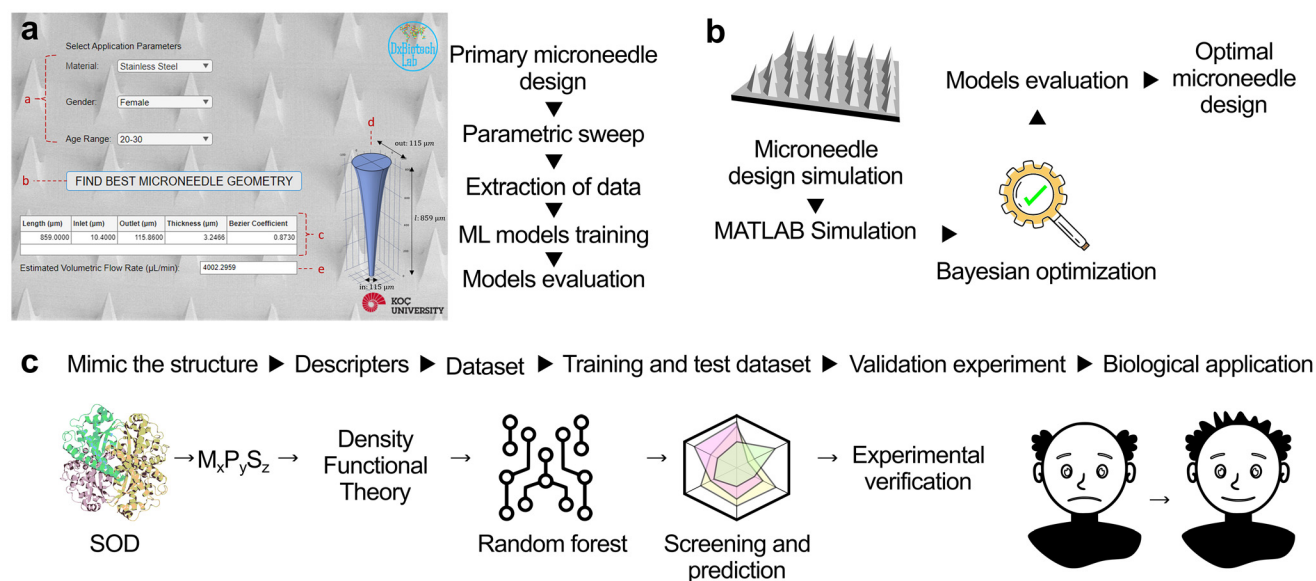 a
Select Application Parameters
Material:
Stainless Steel
Gender:
Female
Age Range:
20-30
a
b
FIND BEST MICRONEEDLE GEOMETRY
Length (µm) Inlet (µm) Outlet (µm) Thickness (µm) Bezier Coefficient
859.0000 10.4000 115.8600 3.2466 0.8730
c
Estimated Volumetric Flow Rate (µL/min):
4002.2959
e
DxBiotech
Lab
d
out: 115 µm
l: 859 µm
in: 115 µm
KOÇ
UNIVERSITY
Primary microneedle
design
Parametric sweep
Extraction of data
ML models training
Models evaluation
b
Microneedle
design simulation
MATLAB Simulation
Bayesian optimization
Models evaluation
Optimal
microneedle
design
c
Mimic the structure ▶ Descripters ▶ Dataset ▶ Training and test dataset ▶ Validation experiment ▶ Biological application
SOD
MxPySz
Density
Functional
Theory
Random forest
Screening and
prediction
Experimental
verification